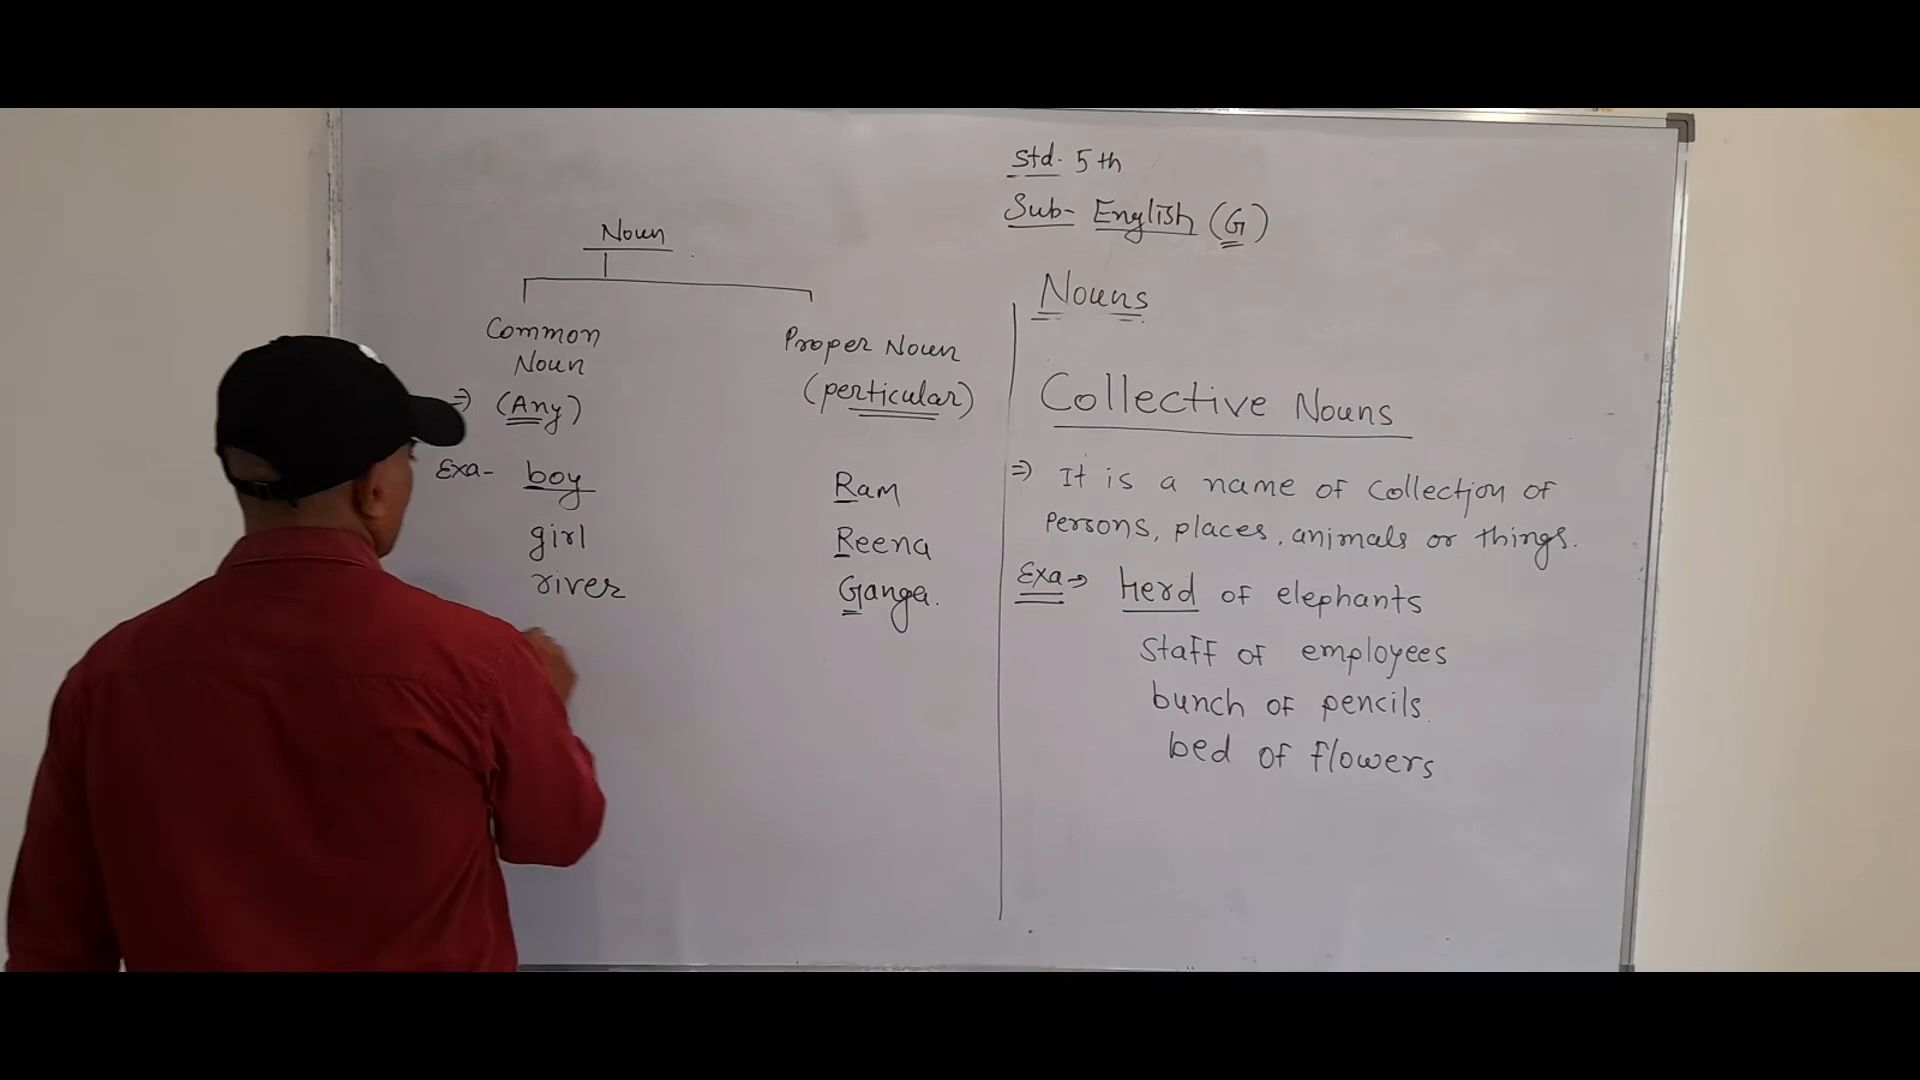 Std. 5th
Sub- English (G)
Noun
Common
Noun
⇒ (Any)
Exa- boy
girl
river
Proper Noun
(perticular)
Ram
Reena
Ganga.
Nouns
Collective Nouns
⇒ It is a name of Collection of
Persons, places, animals or things.
Exa→ Herd of elephants
Staff of employees
bunch of pencils.
bed of flowers